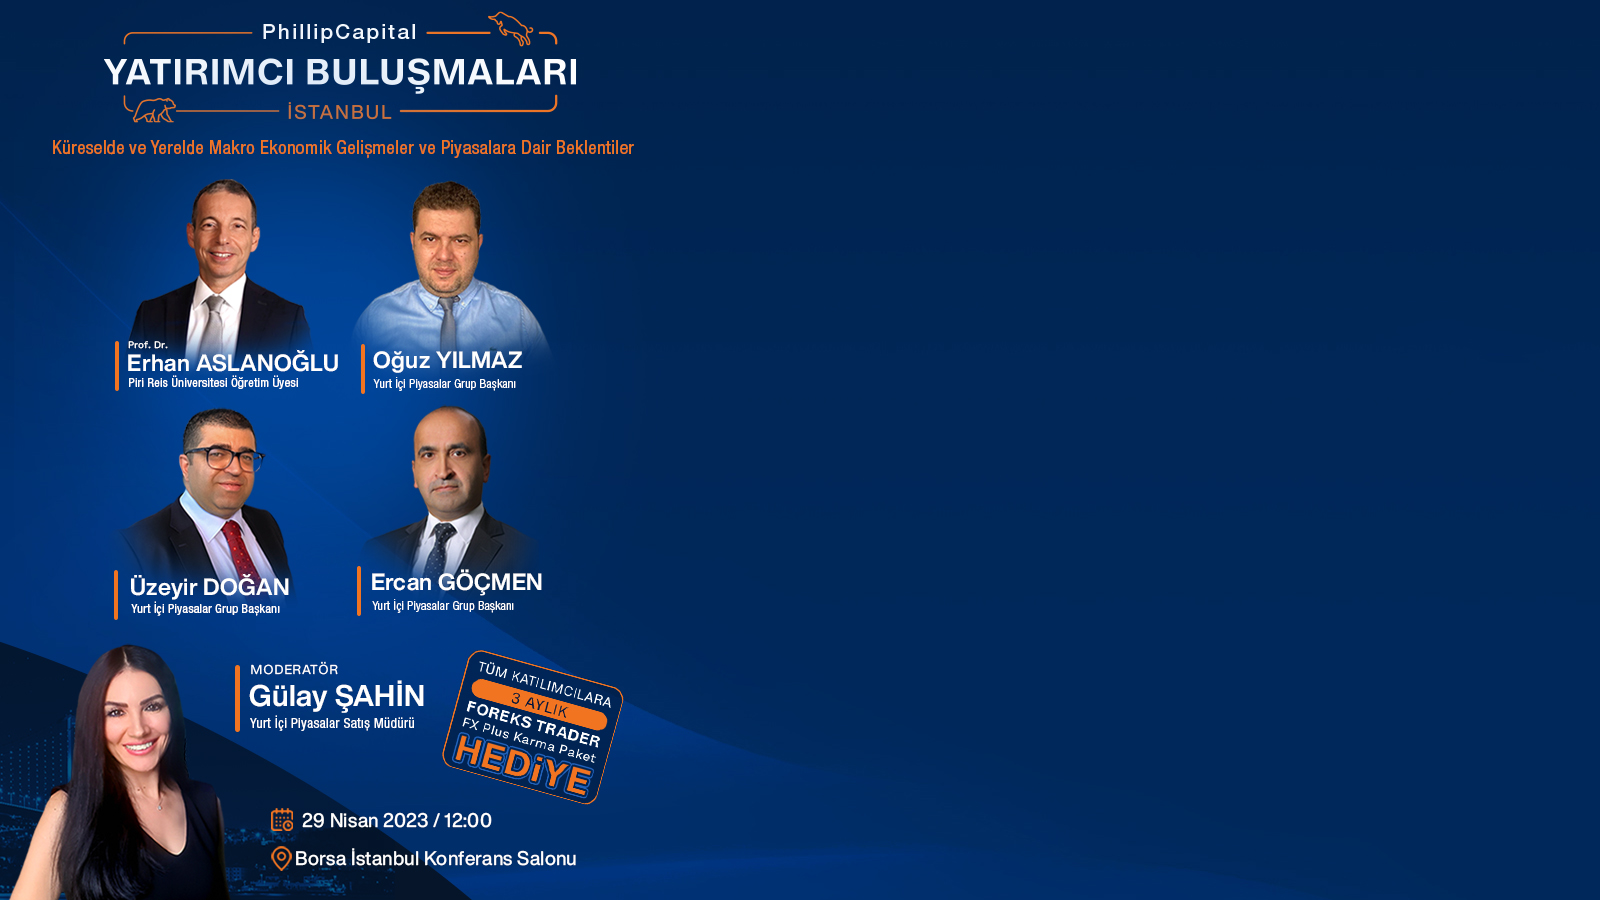 PhillipCapital
YATIRIMCI BULUŞMALARI
İSTANBUL
Küreselde ve Yerelde Makro Ekonomik Gelişmeler ve Piyasalara Dair Beklentiler
Prof. Dr.
Erhan ASLANOĞLU
Piri Reis Üniversitesi Öğretim Üyesi
Oğuz YILMAZ
Yurt İçi Piyasalar Grup Başkanı
Üzeyir DOĞAN
Yurt İçi Piyasalar Grup Başkanı
Ercan GÖÇMEN
Yurt İçi Piyasalar Grup Başkanı
MODERATÖR
Gülay ŞAHİN
Yurt İçi Piyasalar Satış Müdürü
TÜM KATILIMCILARA
3 AYLIK
FOREKS TRADER
FX Plus Karma Paket
HEDİYE
29 Nisan 2023 / 12:00
Borsa İstanbul Konferans Salonu